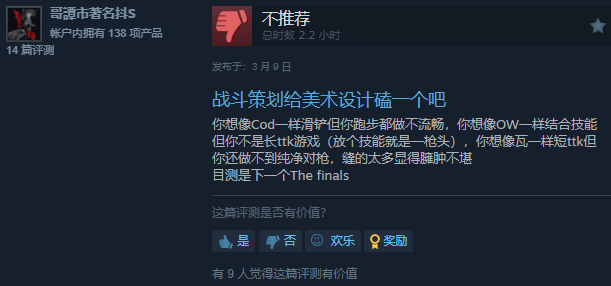 哥谭市著名抖S
帐户内拥有 138 项产品
14 篇评测
不推荐
总时数 2.2 小时
发布于：3 月 9 日
战斗策划给美术设计磕一个吧
你想像Cod一样滑铲但你跑步都做不流畅，你想像OW一样结合技能
但你不是长ttk游戏（放个技能就是一枪头），你想像瓦一样短ttk但
你还做不到纯净对枪，缝的太多显得臃肿不堪
目测是下一个The finals
这篇评测是否有价值？
是
否
欢乐
奖励
有 9 人觉得这篇评测有价值